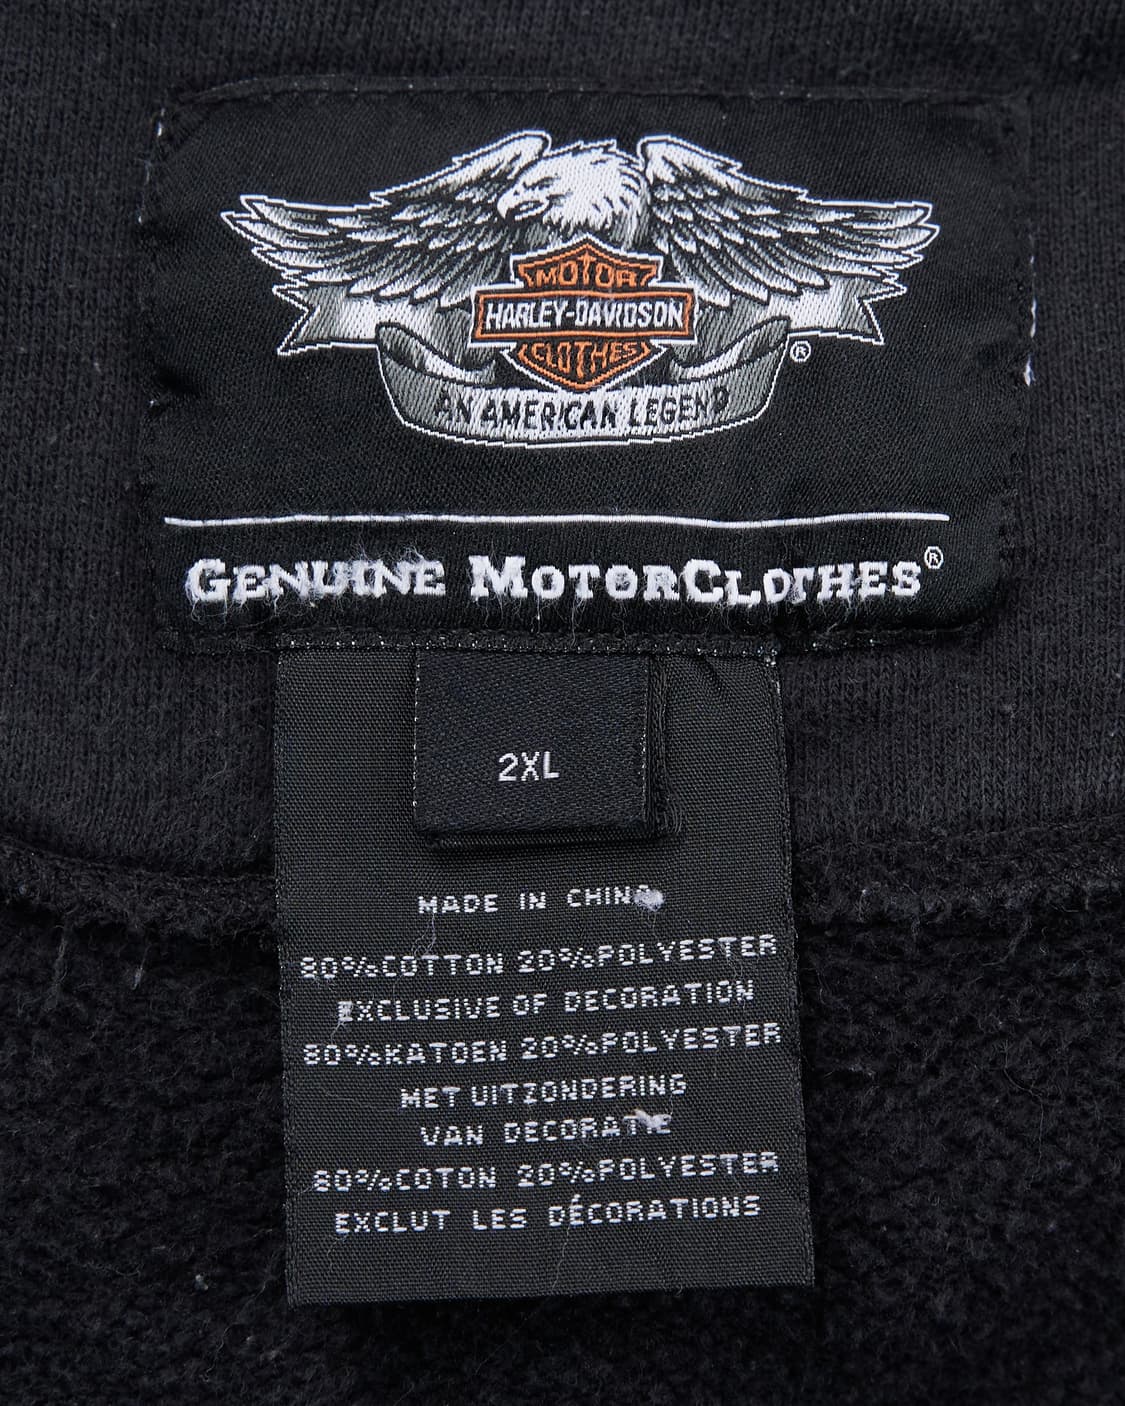 MOTOR
HARLEY-DAVIDSON
CLOTHES
®
AN AMERICAN LEGEND
GENUINE MOTORCLOTHES®
2XL
MADE IN CHINA
80%COTTON 20%POLYESTER
EXCLUSIVE OF DECORATION
80%KATOEN 20%POLYESTER
MET UITZONDERING
VAN DECORATIE
80%COTON 20%POLYESTER
EXCLUT LES DÉCORATIONS